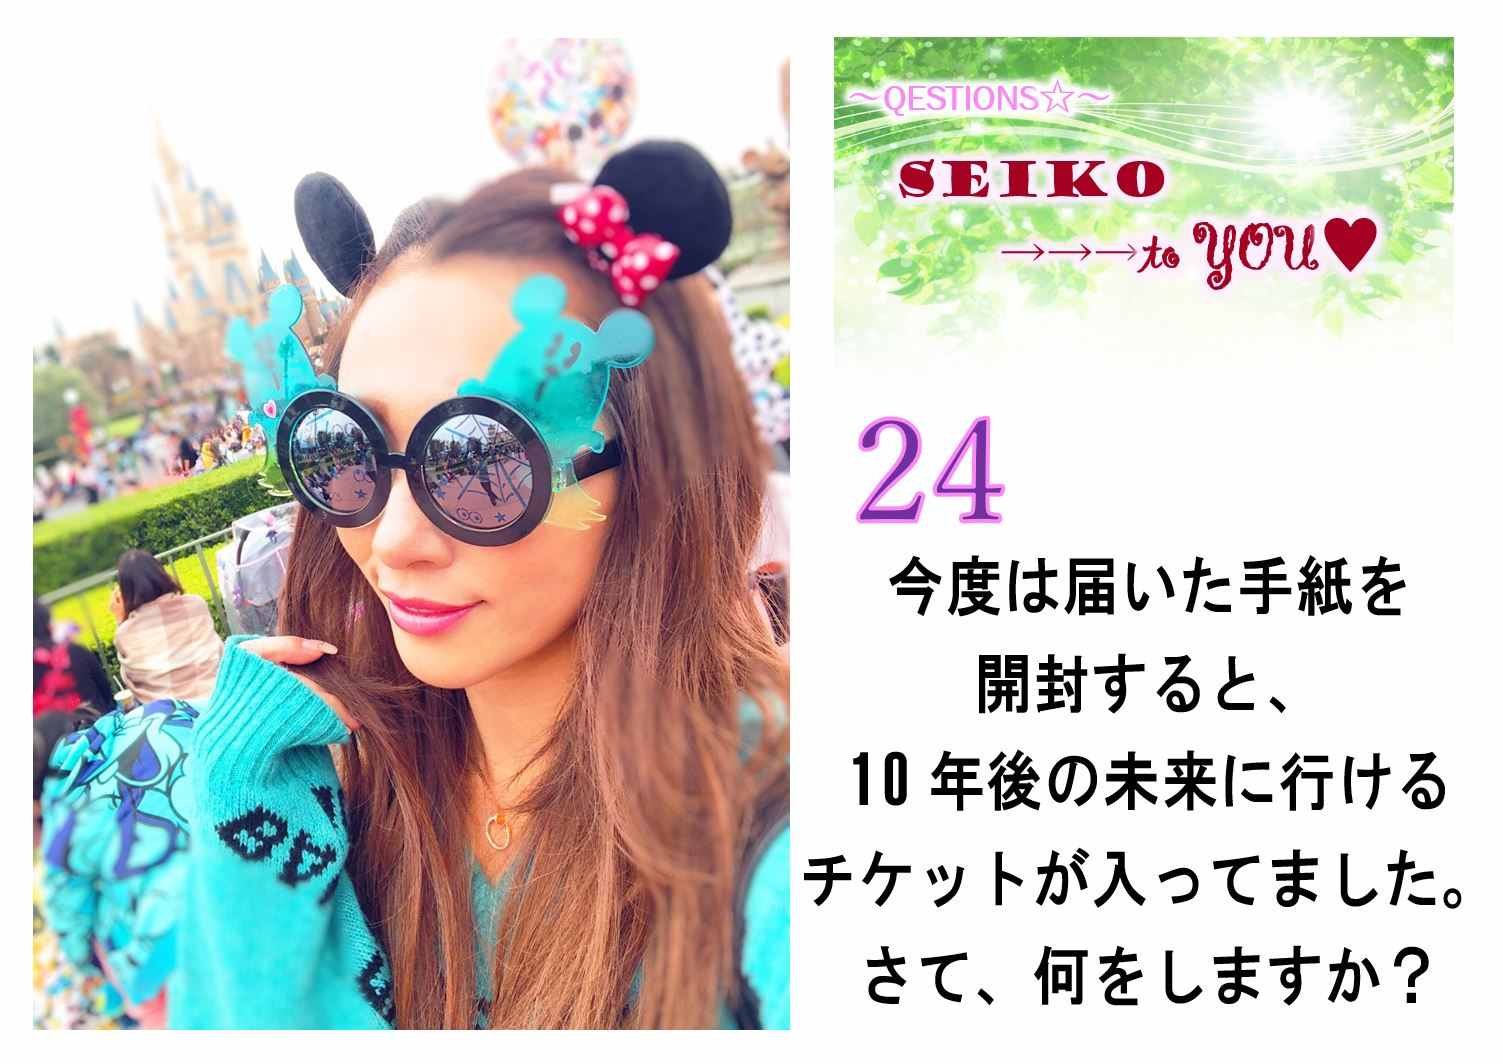 ～QESTIONS☆～
SEIKO
→→→to YOU♥
24
今度は届いた手紙を
開封すると、
10年後の未来に行ける
チケットが入ってました。
さて、何をしますか？
BOO